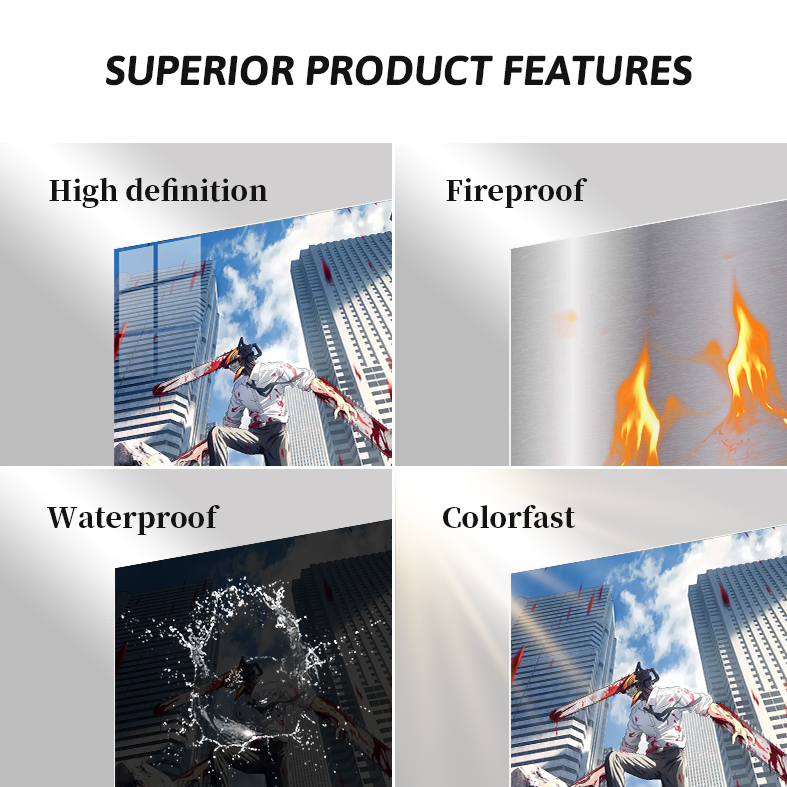 SUPERIOR PRODUCT FEATURES
High definition
Fireproof
Waterproof
Colorfast